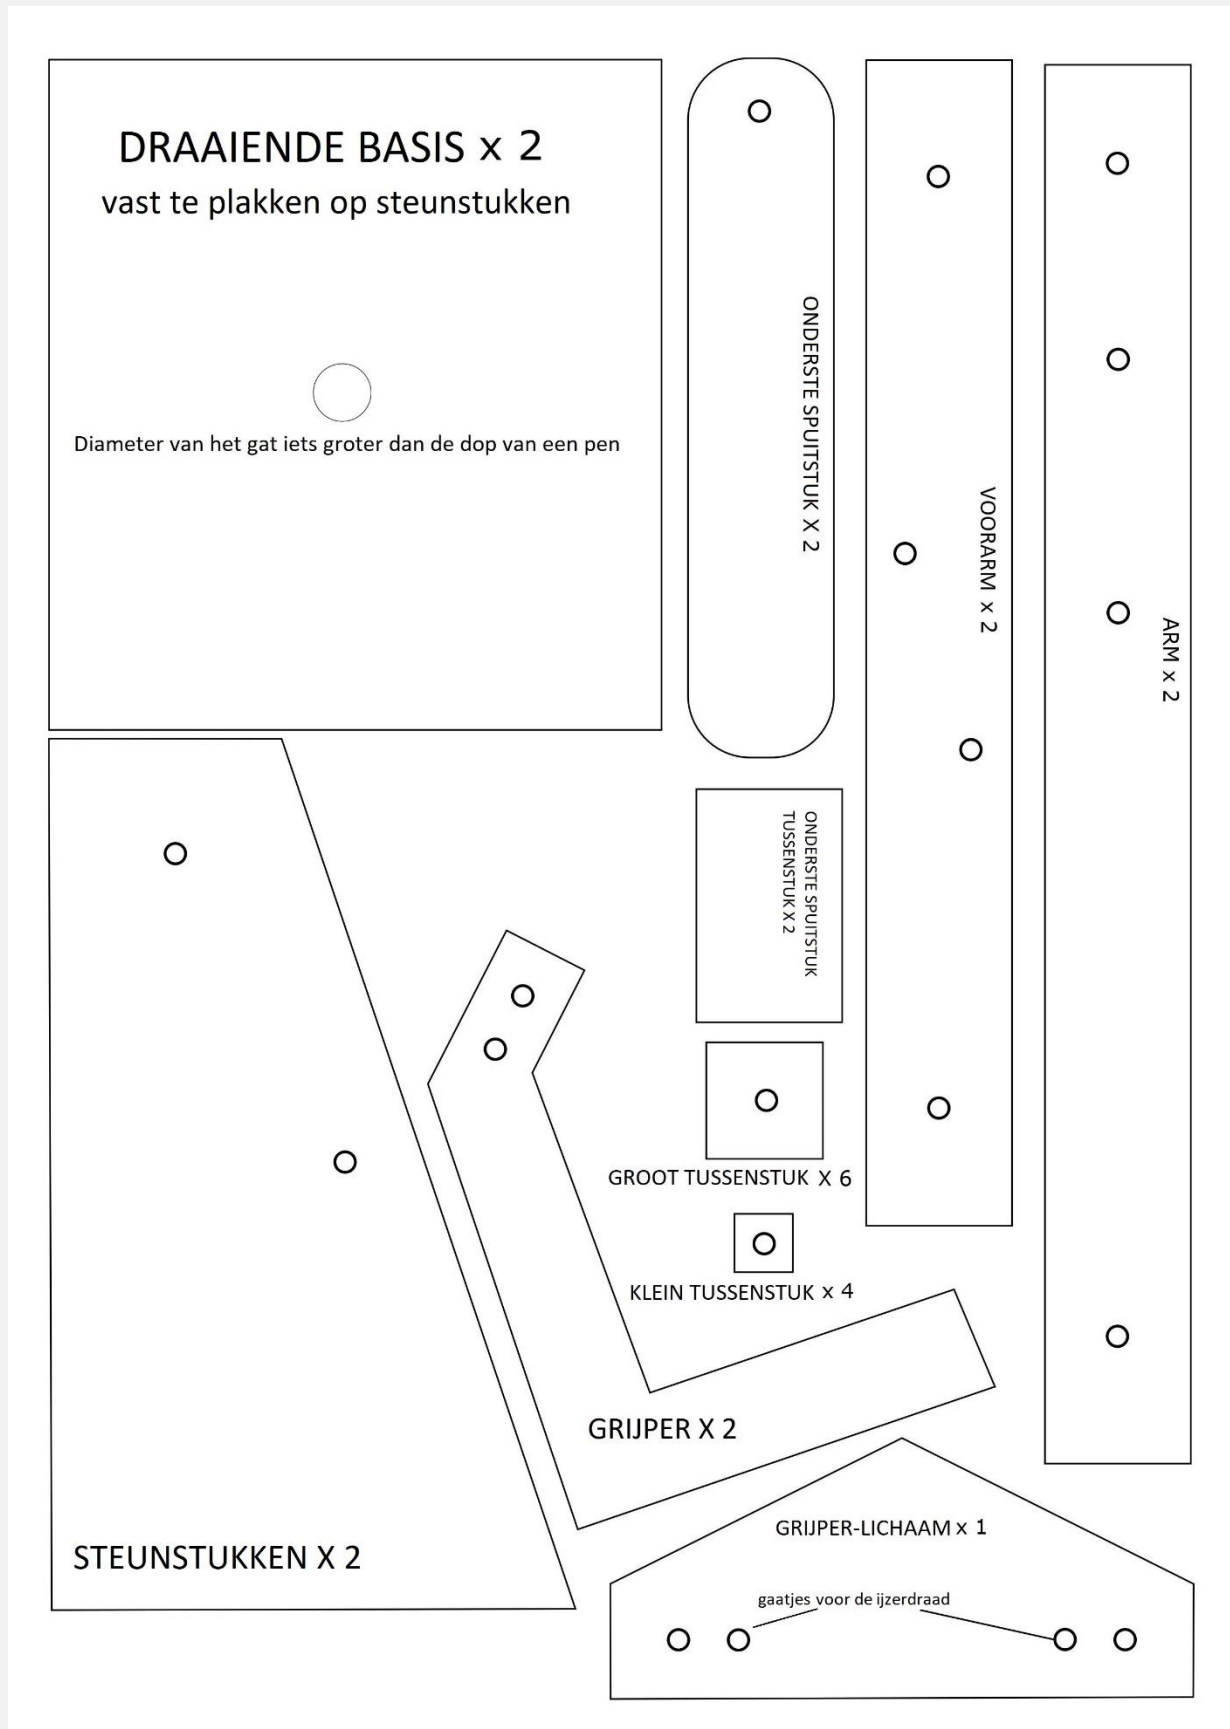 DRAAIENDE BASIS x 2
vast te plakken op steunstukken
Diameter van het gat iets groter dan de dop van een pen
ONDERSTE SPUITSTUK X 2
VOORARM x 2
ARM x 2
ONDERSTE SPUITSTUK
TUSSENSTUK X 2
GROOT TUSSENSTUK X 6
KLEIN TUSSENSTUK x 4
GRIJPER X 2
STEUNSTUKKEN X 2
GRIJPER-LICHAAM x 1
gaatjes voor de ijzerdraad